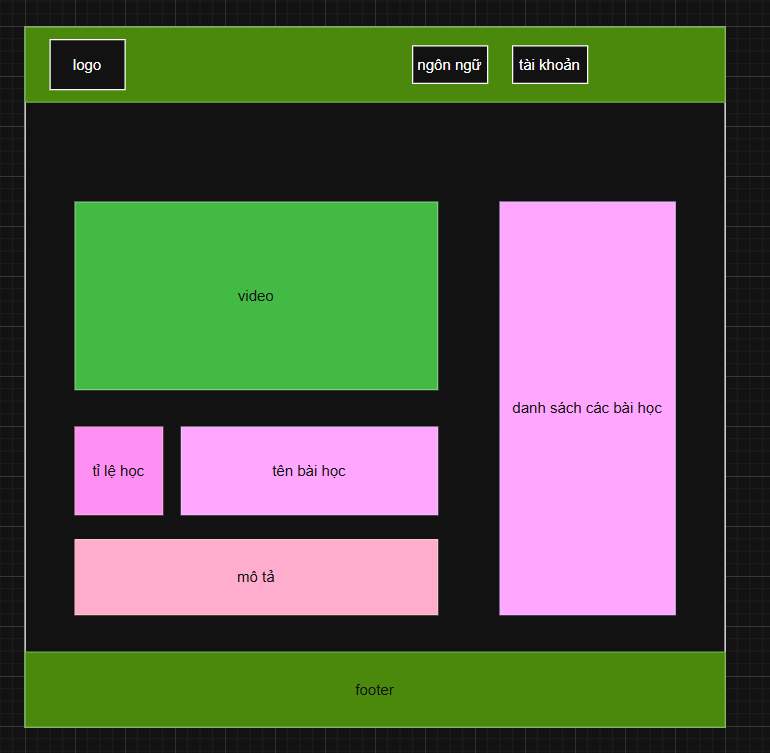 logo
ngôn ngữ
tài khoản
video
danh sách các bài học
tỉ lệ học
tên bài học
mô tả
footer